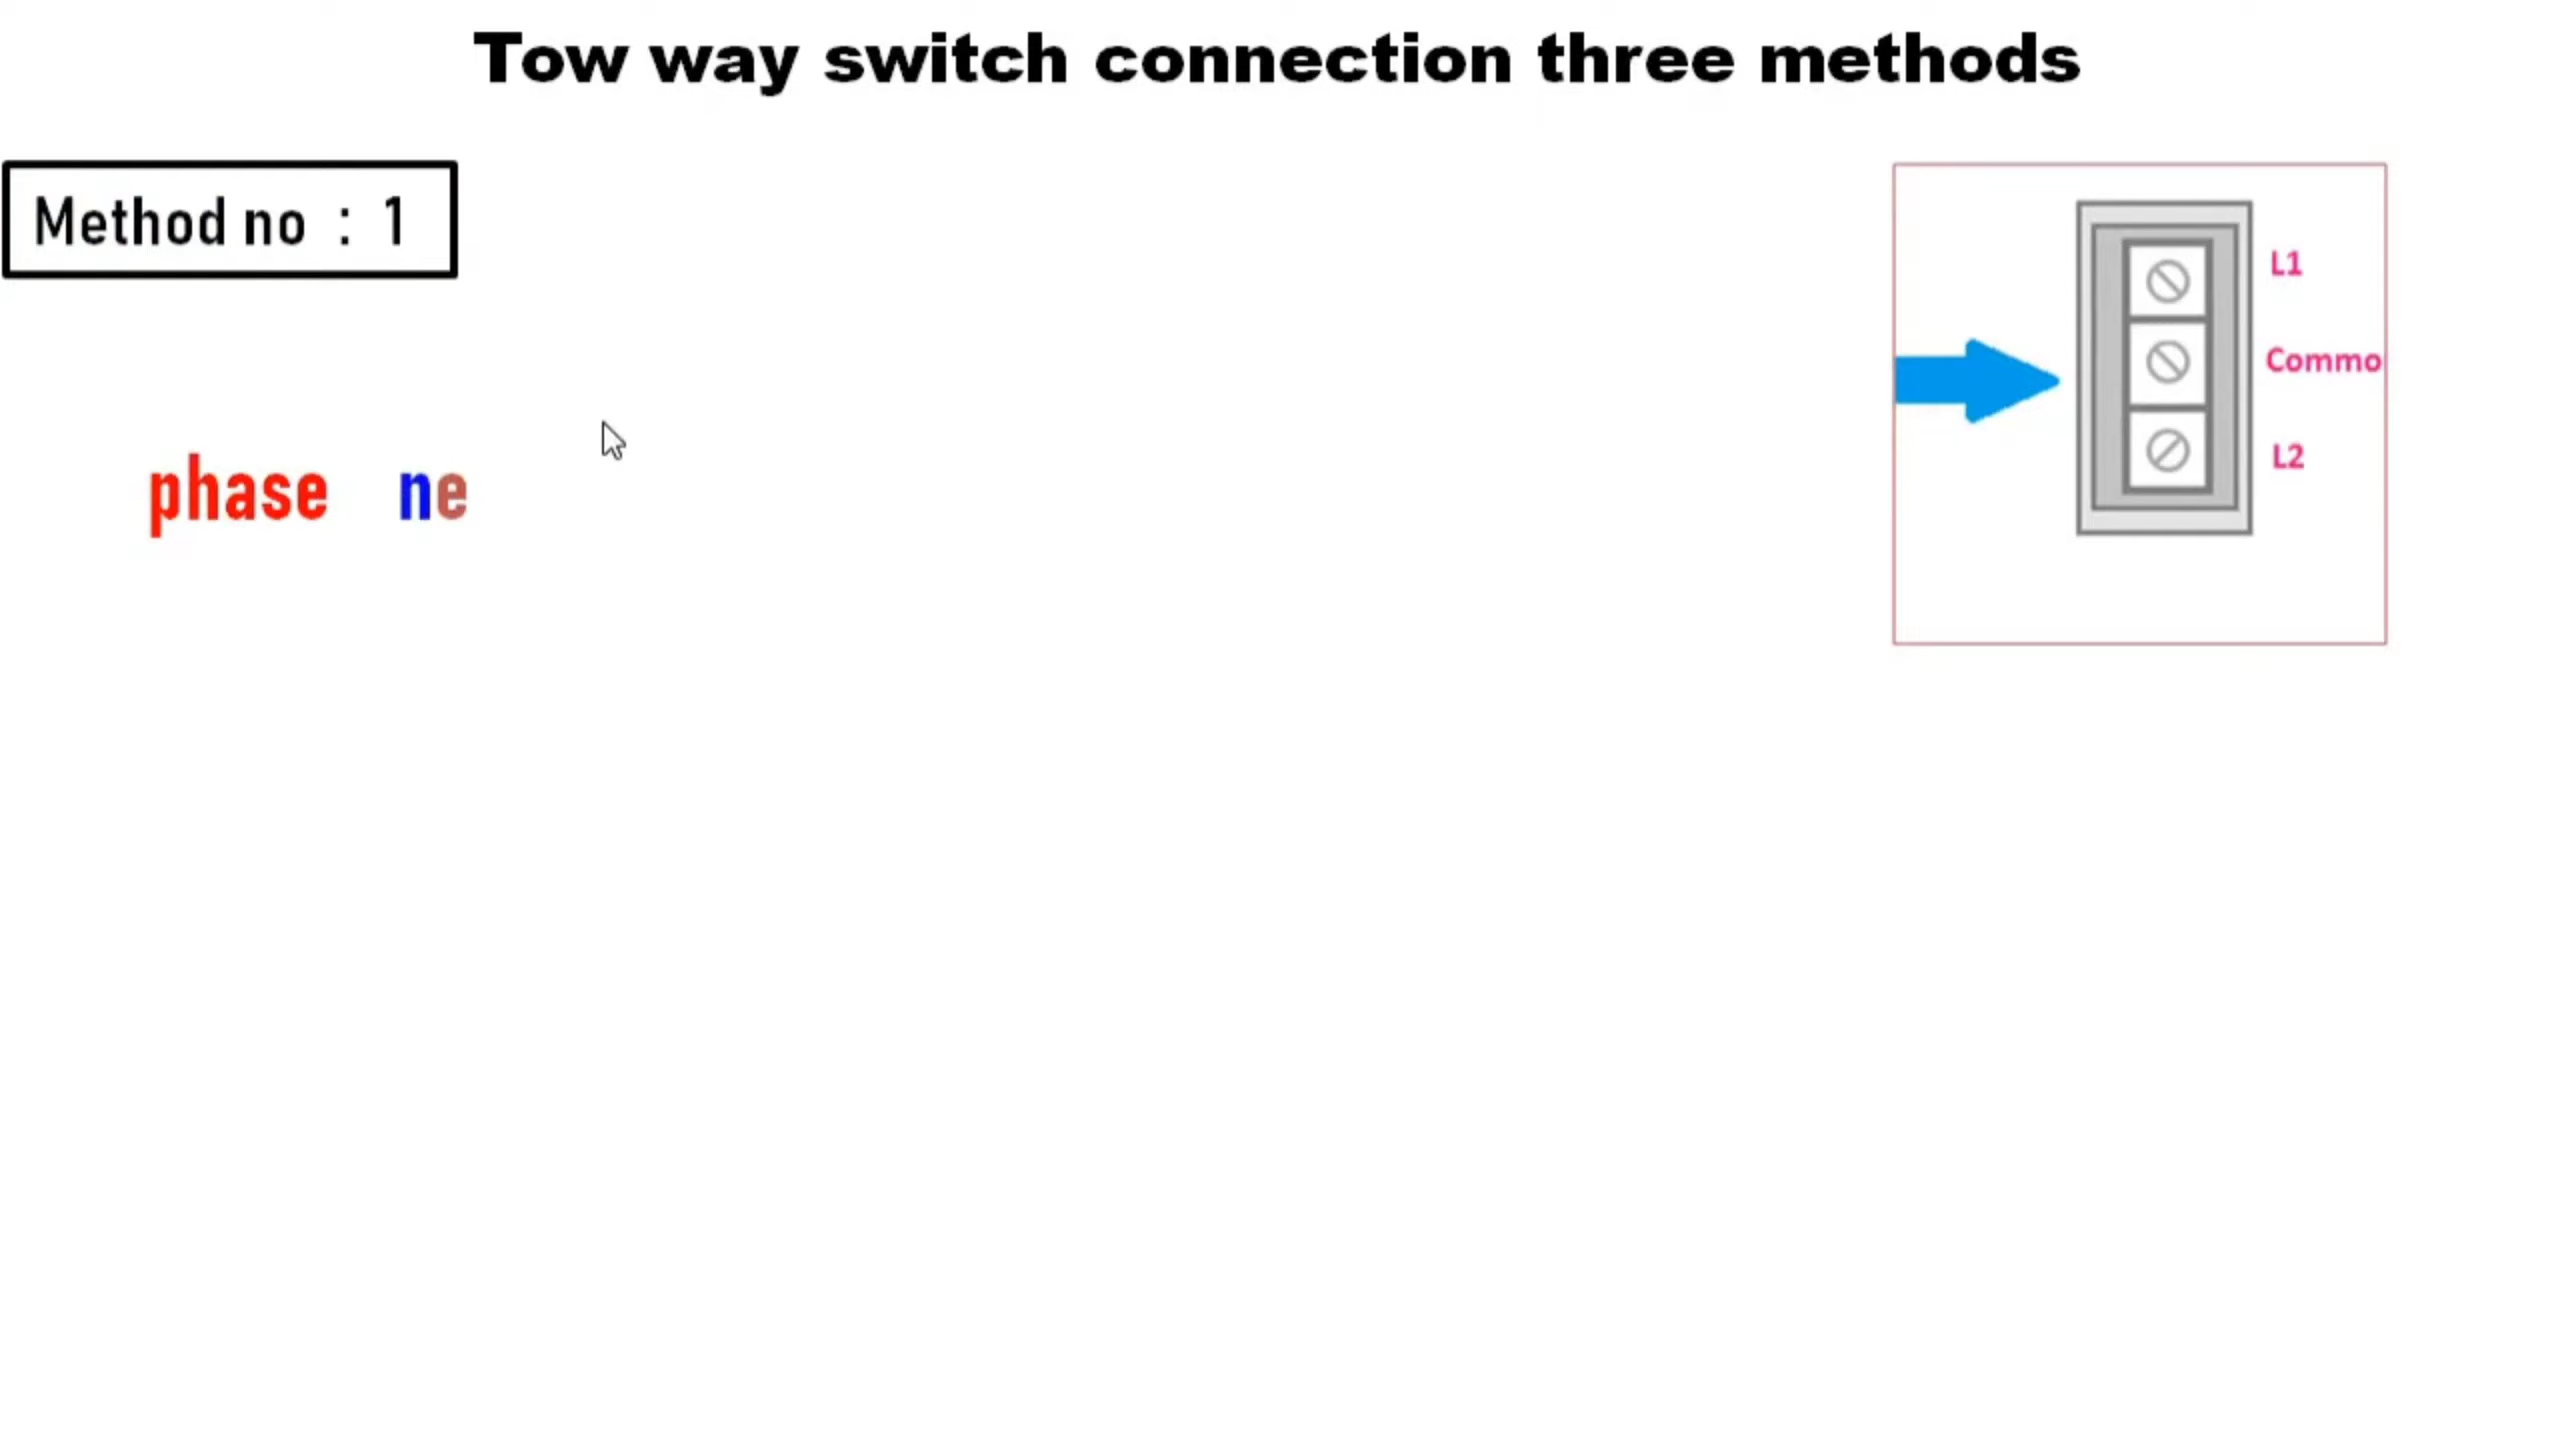 Tow way switch connection three methods
Method no : 1
L1
Commo
L2
phase ne